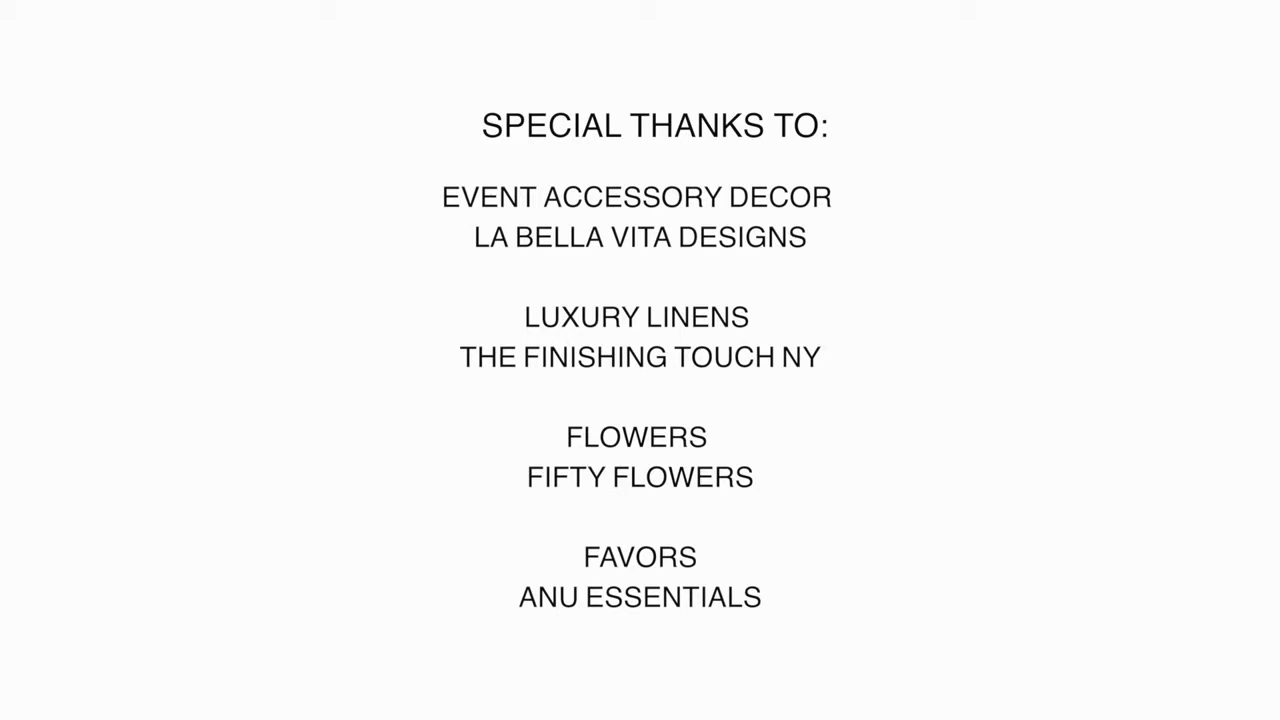 SPECIAL THANKS TO:
EVENT ACCESSORY DECOR
LA BELLA VITA DESIGNS
LUXURY LINENS
THE FINISHING TOUCH NY
FLOWERS
FIFTY FLOWERS
FAVORS
ANU ESSENTIALS